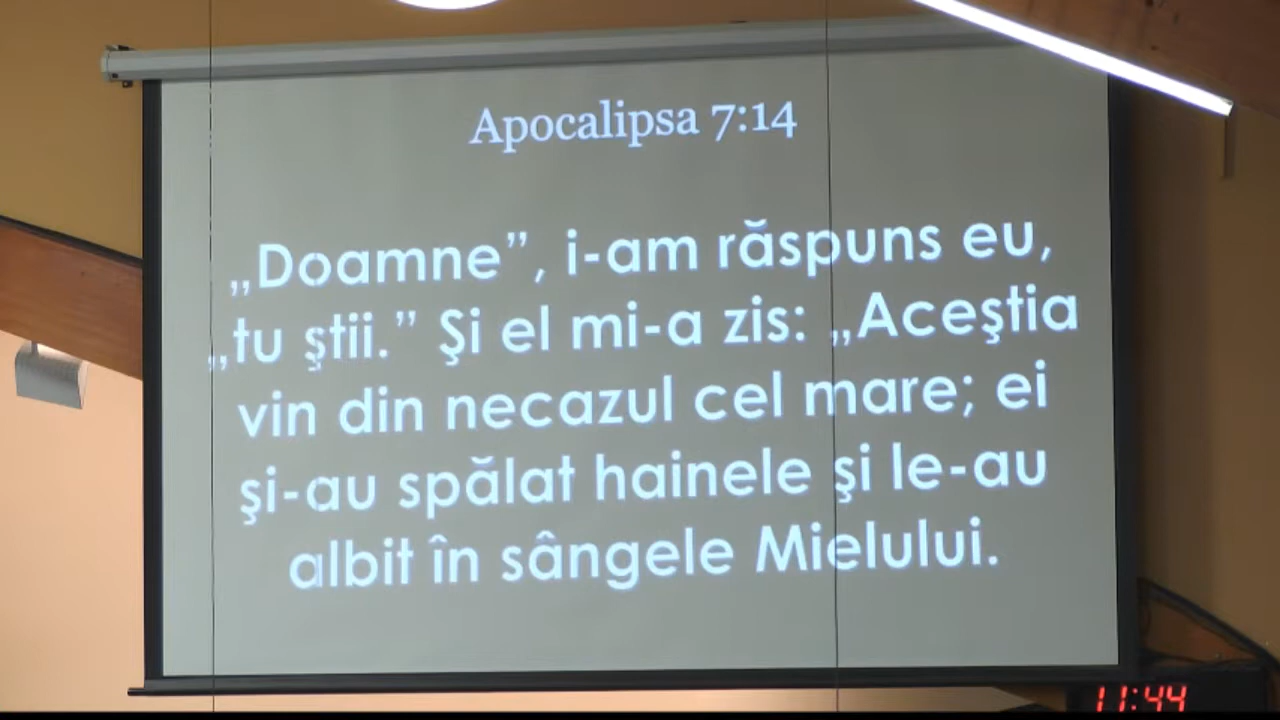 Apocalipsa 7:14
„Doamne”, i-am răspuns eu,
„tu ştii.” Şi el mi-a zis: „Aceştia
vin din necazul cel mare; ei
şi-au spălat hainele şi le-au
albit în sângele Mielului.
11:44